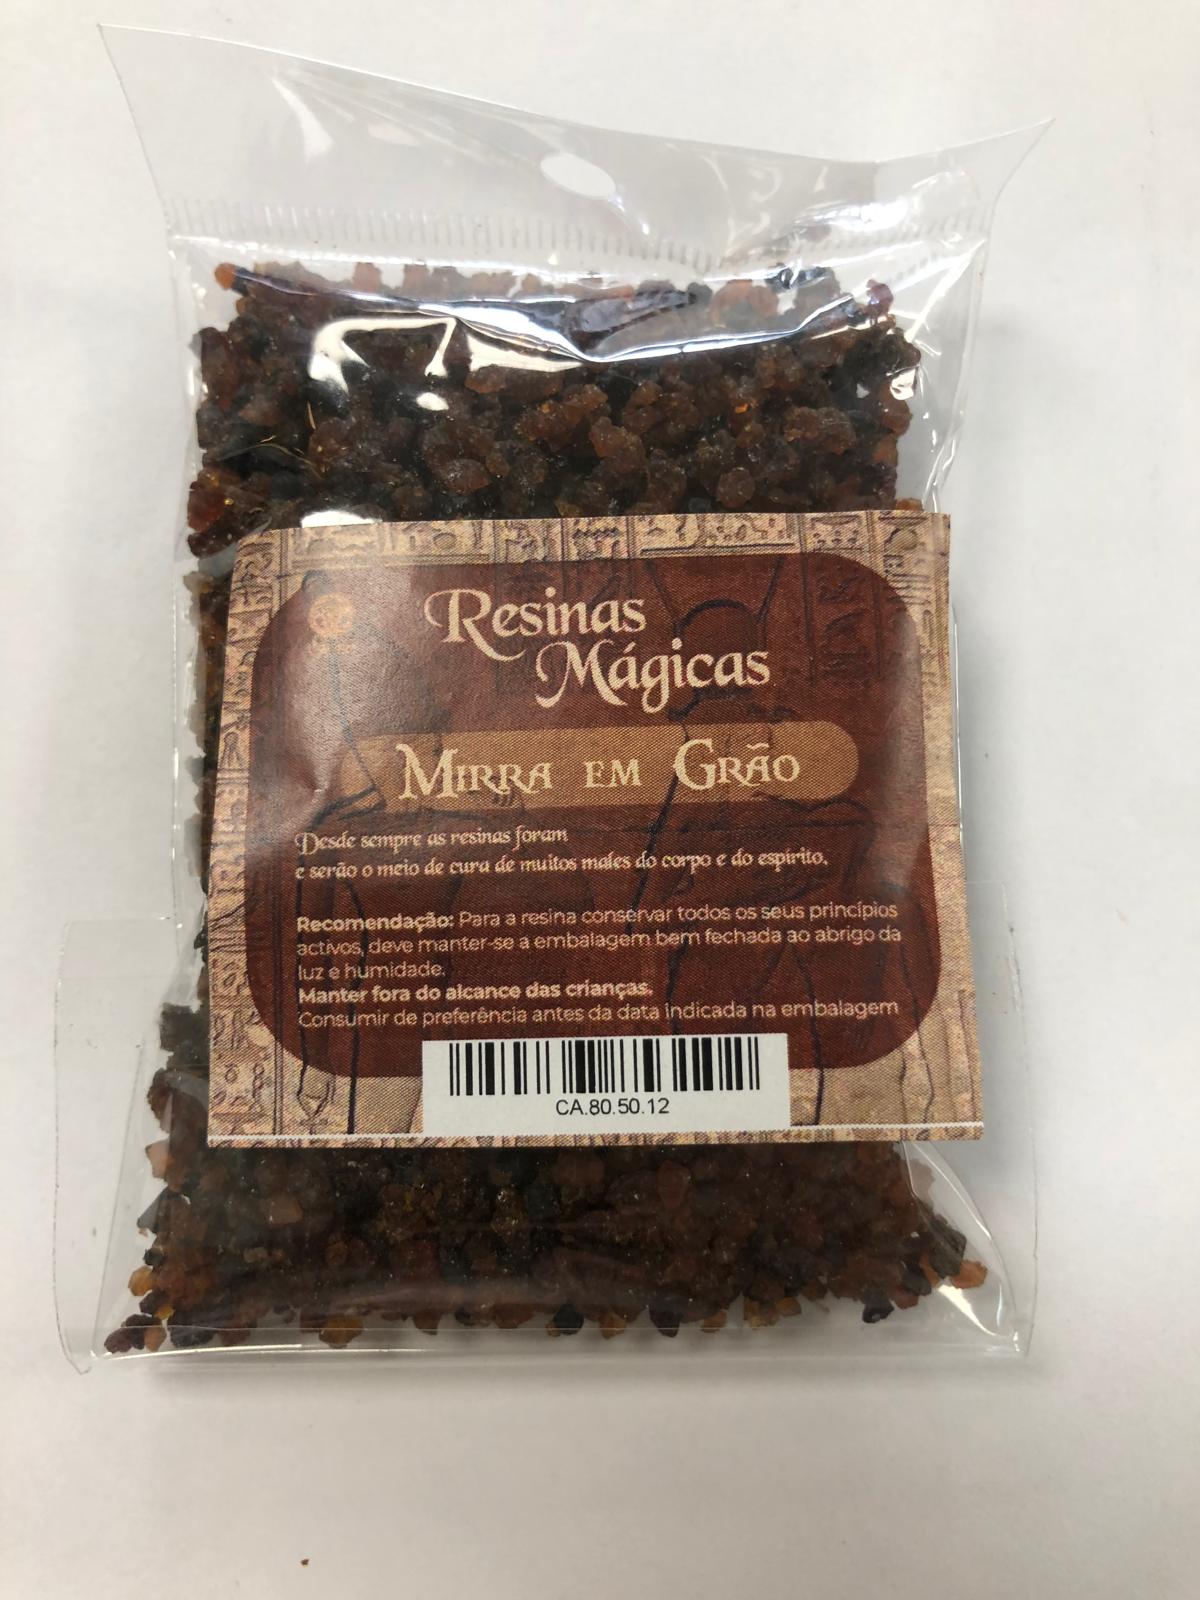 Resinas
Mágicas
Mirra em Grão
Desde sempre as resinas foram
e serão o meio de cura de muitos males do corpo e do espírito.
Recomendação: Para a resina conservar todos os seus princípios
activos, deve manter-se a embalagem bem fechada ao abrigo da
luz e humidade.
Manter fora do alcance das crianças.
Consumir de preferência antes da data indicada na embalagem
CA.80.50.12